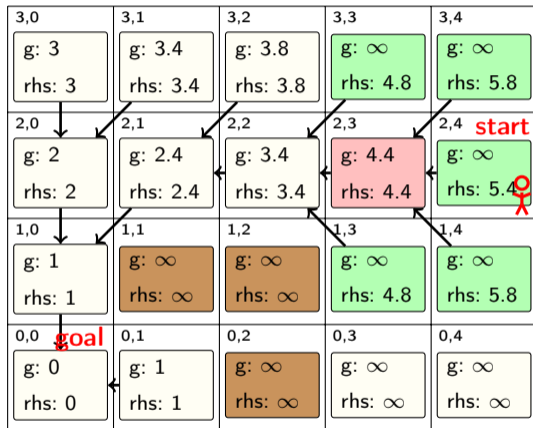 3,0 3,1 3,2 3,3 3,4
g: 3 g: 3.4 g: 3.8 g: ∞ g: ∞
rhs: 3 rhs: 3.4 rhs: 3.8 rhs: 4.8 rhs: 5.8
2,0 2,1 2,2 2,3 2,4 start
g: 2 g: 2.4 g: 3.4 g: 4.4 g: ∞
rhs: 2 rhs: 2.4 rhs: 3.4 rhs: 4.4 rhs: 5.4
1,0 1,1 1,2 1,3 1,4
g: 1 g: ∞ g: ∞ g: ∞ g: ∞
rhs: 1 rhs: ∞ rhs: ∞ rhs: 4.8 rhs: 5.8
0,0 goal 0,1 0,2 0,3 0,4
g: 0 g: 1 g: ∞ g: ∞ g: ∞
rhs: 0 rhs: 1 rhs: ∞ rhs: ∞ rhs: ∞